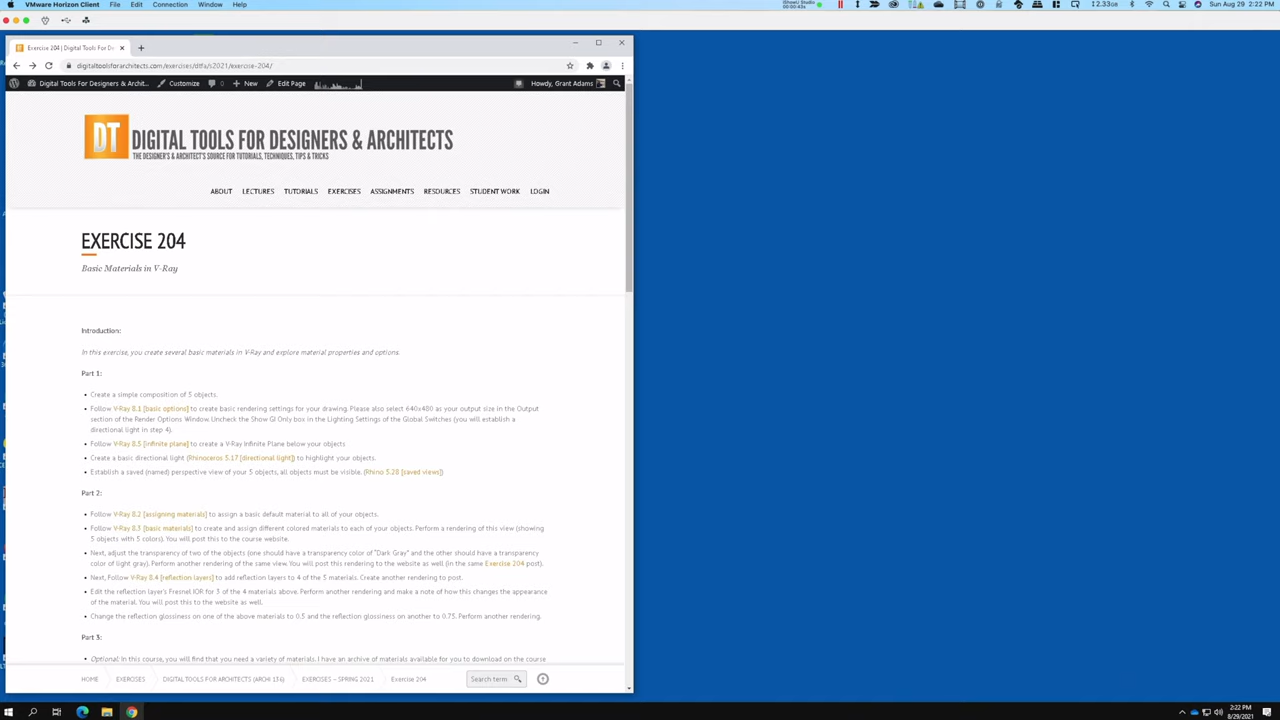 VMware Horizon Client File Edit Connection Window Help
iShowU Studio
00:00:43s
2.33
Sun Aug 29 2:22 PM
Exercise 204 | Digital Tools For De
digitaltoolsforarchitects.com/exercises/dtfa/s2021/exercise-204/
Digital Tools For Designers & Archit... Customize 0 New Edit Page Howdy, Grant Adams
DT DIGITAL TOOLS FOR DESIGNERS & ARCHITECTS
THE DESIGNER'S & ARCHITECT'S SOURCE FOR TUTORIALS, TECHNIQUES, TIPS & TRICKS
ABOUT LECTURES TUTORIALS EXERCISES ASSIGNMENTS RESOURCES STUDENT WORK LOGIN
EXERCISE 204
Basic Materials in V-Ray
Introduction:
In this exercise, you create several basic materials in V-Ray and explore material properties and options.
Part 1:
• Create a simple composition of 5 objects.
• Follow V-Ray 8.1 [basic options] to create basic rendering settings for your drawing. Please also select 640x480 as your output size in the Output
section of the Render Options Window. Uncheck the Show GI Only box in the Lighting Settings of the Global Switches (you will establish a
directional light in step 4).
• Follow V-Ray 8.5 [infinite plane] to create a V-Ray Infinite Plane below your objects
• Create a basic directional light (Rhinoceros 5.17 [directional light]) to highlight your objects.
• Establish a saved (named) perspective view of your 5 objects, all objects must be visible. (Rhino 3.28 [saved views])
Part 2:
• Follow V-Ray 8.2 [assigning materials] to assign a basic default material to all of your objects.
• Follow V-Ray 8.3 [basic materials] to create and assign different colored materials to each of your objects. Perform a rendering of this view (showing
5 objects with 5 colors). You will post this to the course website.
• Next, adjust the transparency of two of the objects (one should have a transparency color of "Dark Gray" and the other should have a transparency
color of light gray). Perform another rendering of the same view. You will post this rendering to the website as well (in the same Exercise 204 post).
• Next, Follow V-Ray 8.4 [reflection layers] to add reflection layers to 4 of the 5 materials. Create another rendering to post.
• Edit the reflection layer's Fresnel IOR for 3 of the 4 materials above. Perform another rendering and make a note of how this changes the appearance
of the material. You will post this to the website as well.
• Change the reflection glossiness on one of the above materials to 0.5 and the reflection glossiness on another to 0.75. Perform another rendering.
Part 3:
• Optional: In this course, you will find that you need a variety of materials. I have an archive of materials available for you to download on the course
HOME EXERCISES DIGITAL TOOLS FOR ARCHITECTS (ARCH 136) EXERCISES – SPRING 2021 Exercise 204 Search term
2:22 PM
8/29/2021